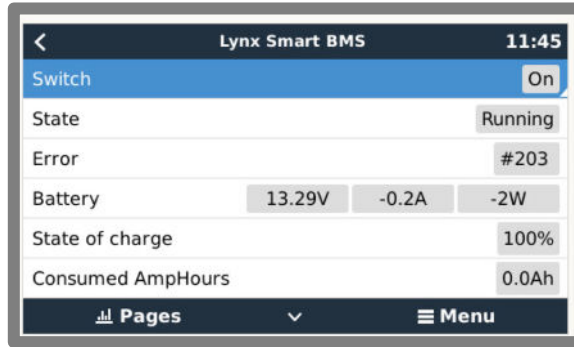 Lynx Smart BMS 11:45
Switch On
State Running
Error #203
Battery 13.29V -0.2A -2W
State of charge 100%
Consumed AmpHours 0.0Ah
Pages Menu